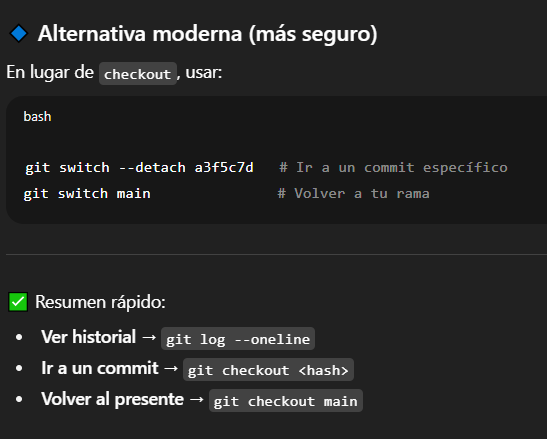 🔷 Alternativa moderna (más seguro)
En lugar de checkout, usar:
bash
git switch --detach a3f5c7d   # Ir a un commit específico
git switch main               # Volver a tu rama
✅ Resumen rápido:
• Ver historial → git log --oneline
• Ir a un commit → git checkout <hash>
• Volver al presente → git checkout main